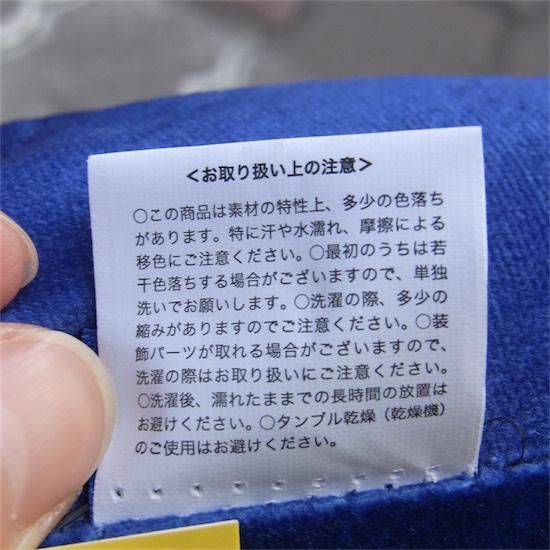 ＜お取り扱い上の注意＞
○この商品は素材の特性上、多少の色落ち
があります。特に汗や水濡れ、摩擦による
移色にご注意ください。○最初のうちは若
干色落ちする場合がございますので、単独
洗いでお願いします。○洗濯の際、多少の
縮みがありますのでご注意ください。○装
飾パーツが取れる場合がございますので、
洗濯の際はお取り扱いにご注意ください。
○洗濯後、濡れたままでの長時間の放置は
お避けください。○タンブル乾燥（乾燥機）
のご使用はお避けください。